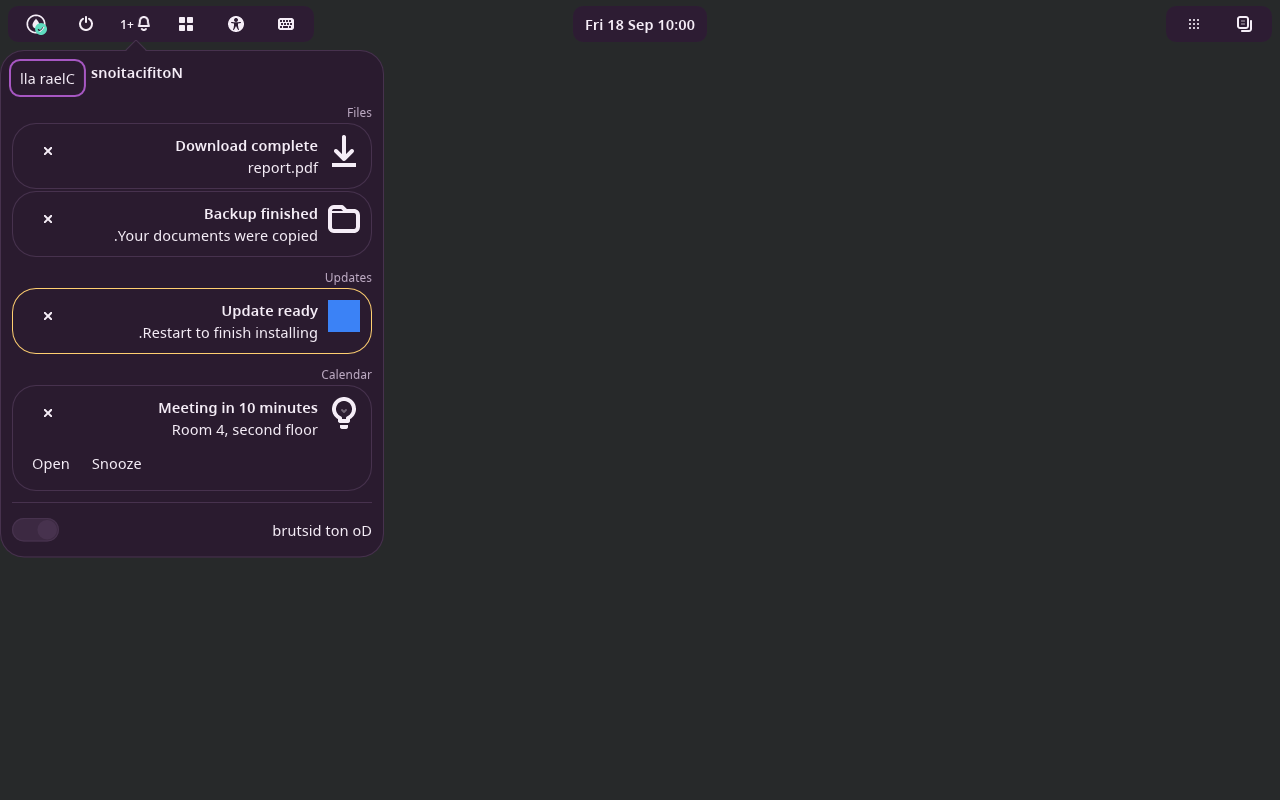 1+
Fri 18 Sep 10:00
snoitacifitoN
lla raelC
Files
Download complete
report.pdf
Backup finished
.Your documents were copied
Updates
Update ready
.Restart to finish installing
Calendar
Meeting in 10 minutes
Room 4, second floor
Open Snooze
brutsid ton oD